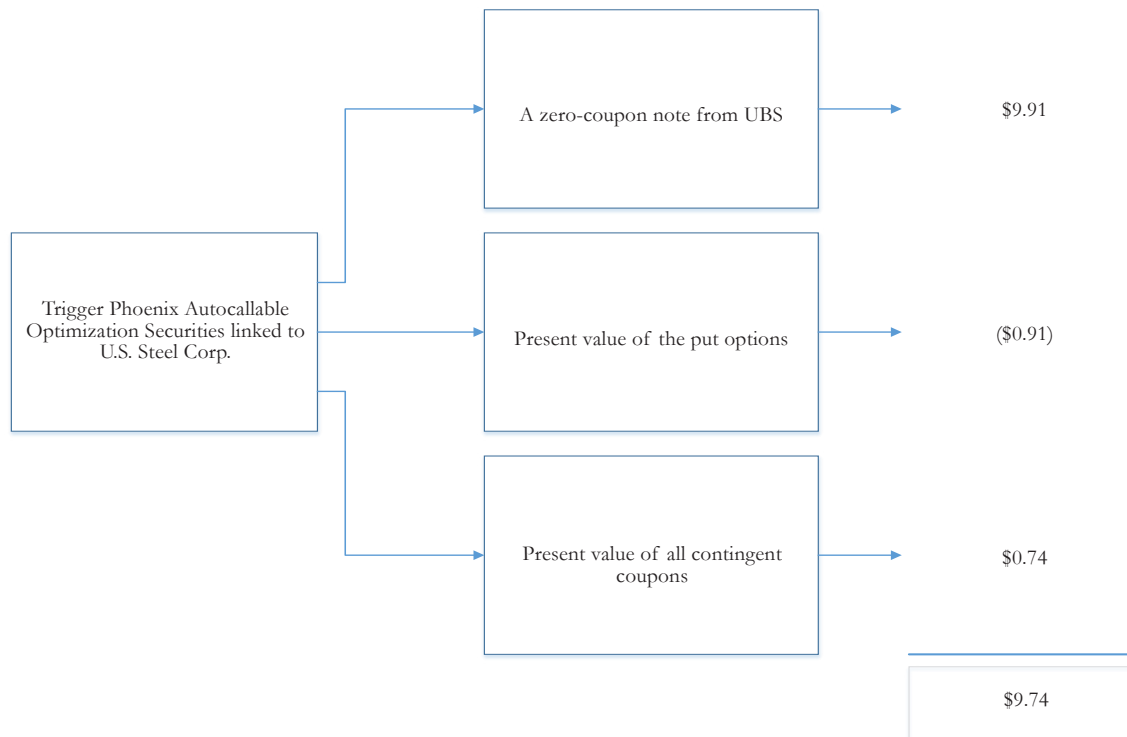 A zero-coupon note from UBS
$9.91
Trigger Phoenix Autocallable
Optimization Securities linked to
U.S. Steel Corp.
Present value of the put options
($0.91)
Present value of all contingent
coupons
$0.74
$9.74